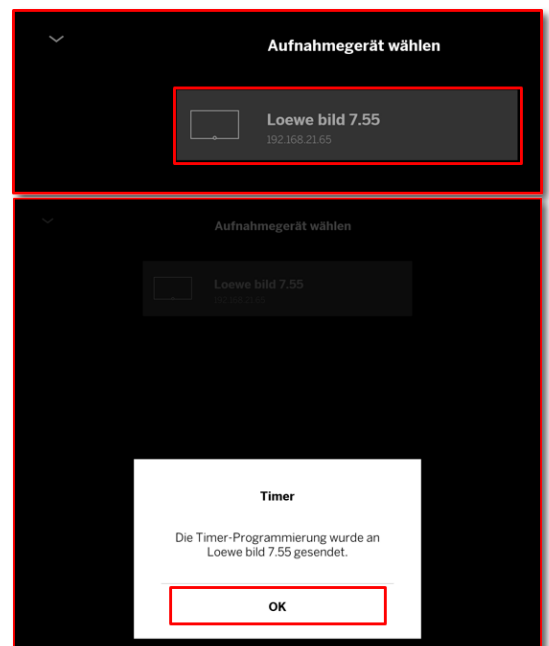 Aufnahmegerät wählen
Loewe bild 7.55
192.168.21.65
Aufnahmegerät wählen
Loewe bild 7.55
192.168.21.65
Timer
Die Timer-Programmierung wurde an
Loewe bild 7.55 gesendet.
OK